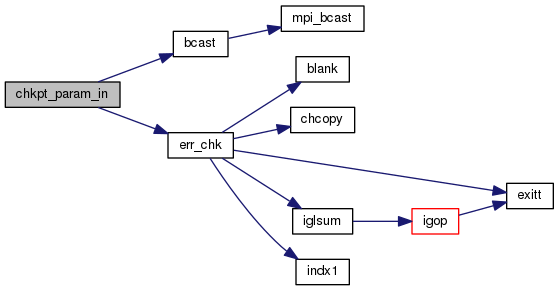 mpi_bcast
bcast
blank
chkpt_param_in
chcopy
err_chk
exitt
iglsum
igop
indx1